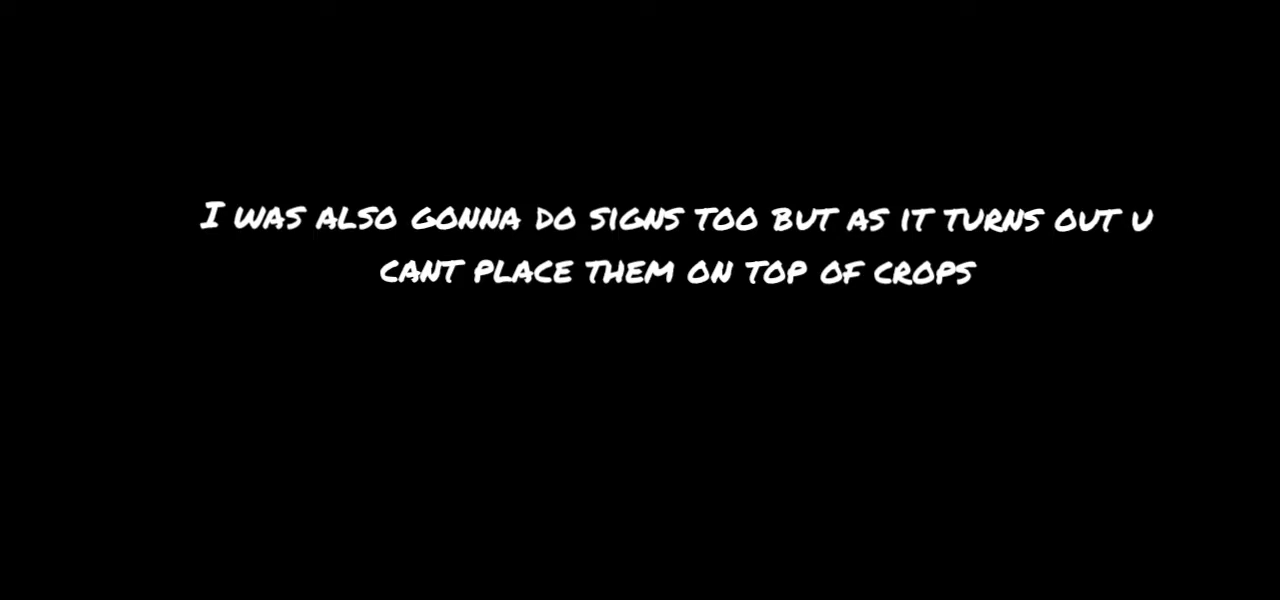 I was also gonna do signs too but as it turns out u
cant place them on top of crops